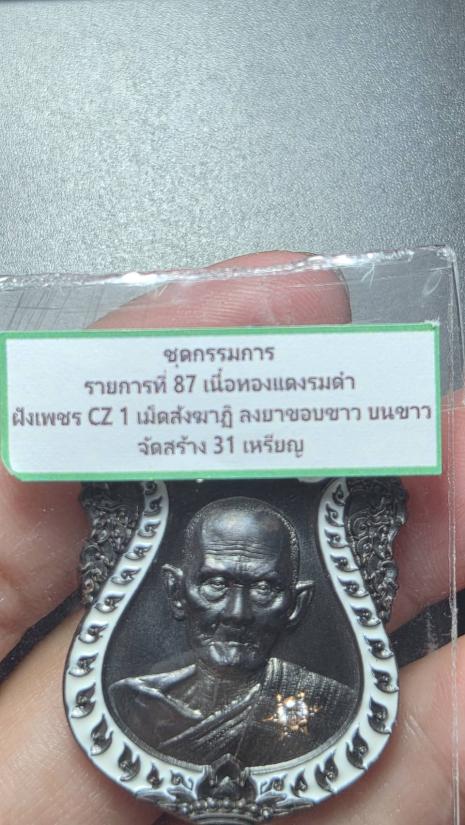 ชุดกรรมการ
รายการที่ 87 เนื้อทองแดงรมดำ
ฝังเพชร CZ 1 เม็ดสังฆาฏิ ลงยาขอบขาว บนขาว
จัดสร้าง 31 เหรียญ